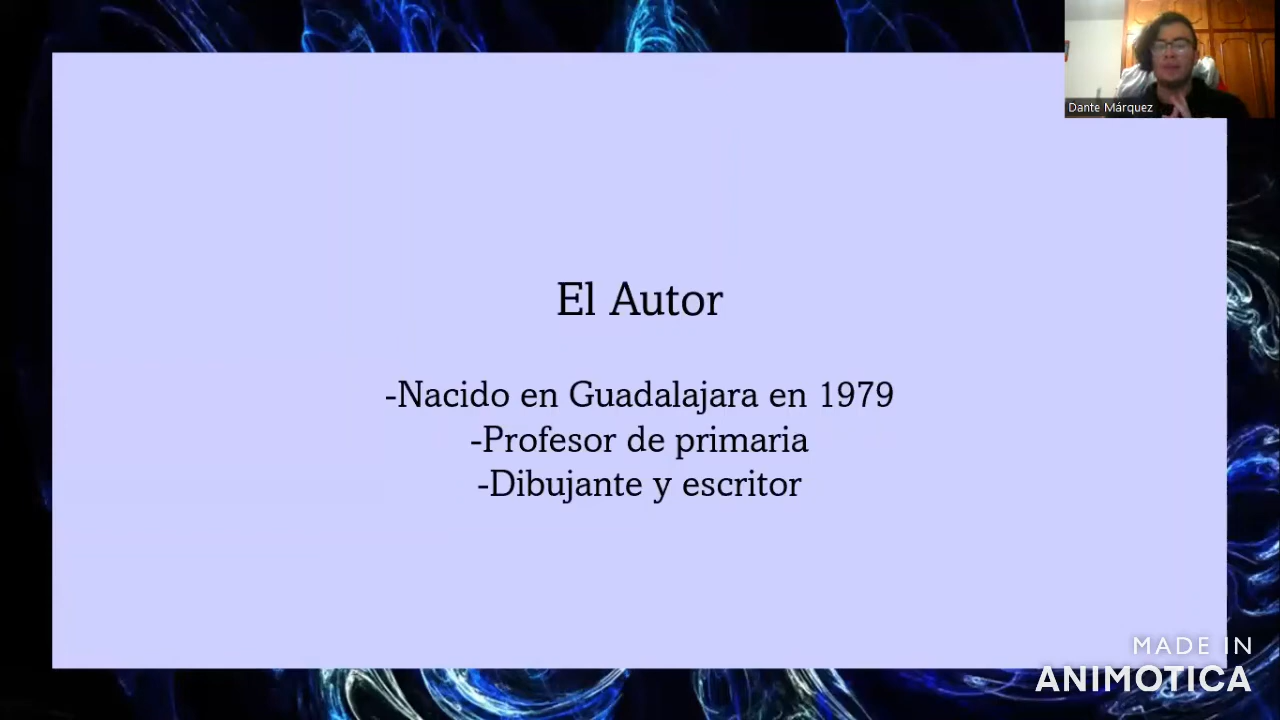 Dante Márquez
El Autor
-Nacido en Guadalajara en 1979
-Profesor de primaria
-Dibujante y escritor
MADE IN
ANIMOTICA